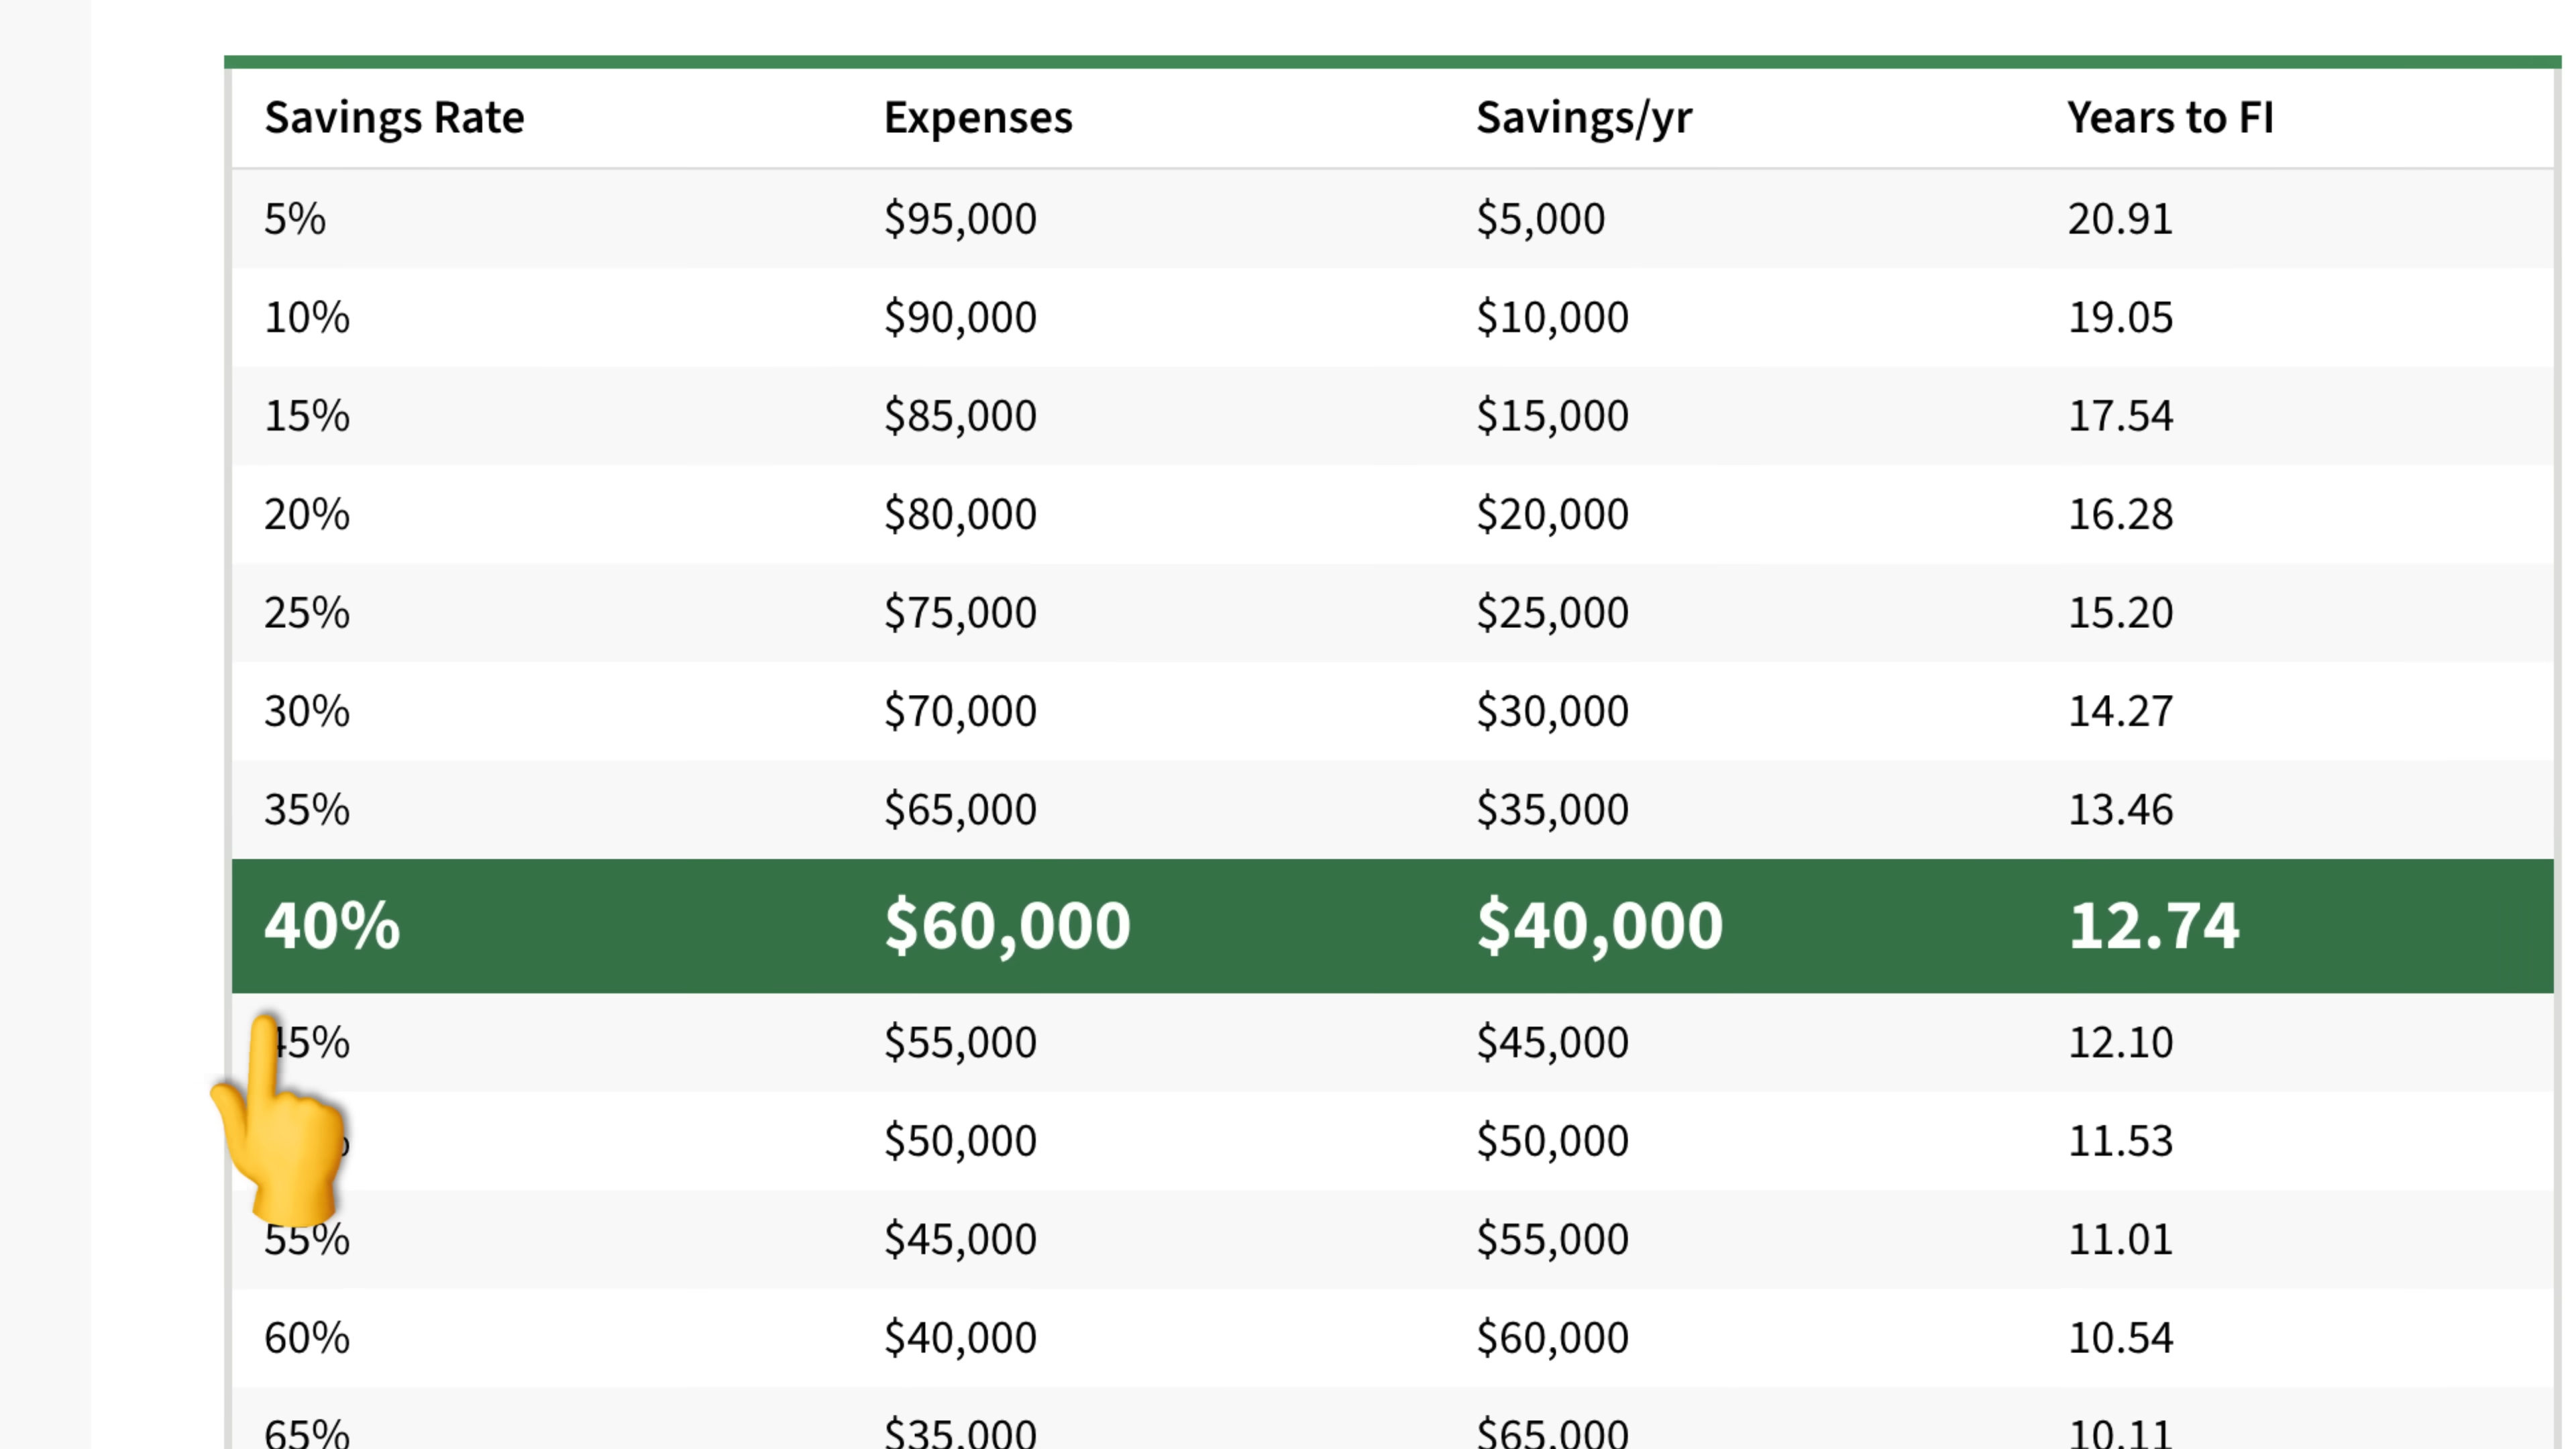 Savings Rate Expenses Savings/yr Years to FI
5% $95,000 $5,000 20.91
10% $90,000 $10,000 19.05
15% $85,000 $15,000 17.54
20% $80,000 $20,000 16.28
25% $75,000 $25,000 15.20
30% $70,000 $30,000 14.27
35% $65,000 $35,000 13.46
40% $60,000 $40,000 12.74
45% $55,000 $45,000 12.10
$50,000 $50,000 11.53
55% $45,000 $55,000 11.01
60% $40,000 $60,000 10.54
65% $35,000 $65,000 10.11